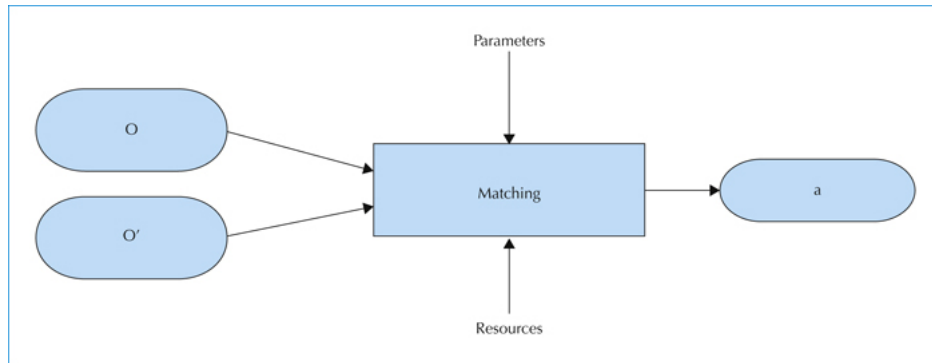 Parameters
O
Matching
a
O′
Resources